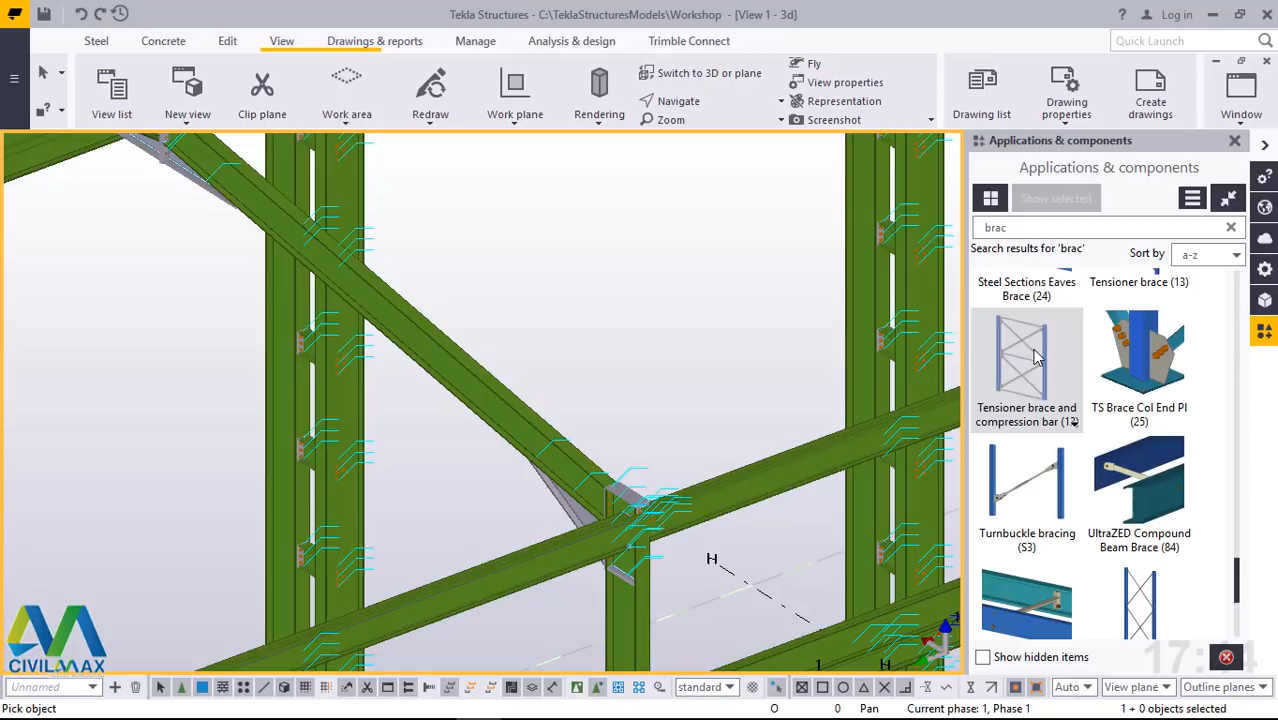 Tekla Structures - C:\TeklaStructuresModels\Workshop - [View 1 - 3d]
Log in
Steel Concrete Edit View Drawings & reports Manage Analysis & design Trimble Connect
Quick Launch
View list
New view
Clip plane
Work area
Redraw
Work plane
Rendering
Switch to 3D or plane
Navigate
Zoom
Fly
View properties
Representation
Screenshot
Drawing list
Drawing properties
Create drawings
Window
Applications & components
Applications & components
Show selected
brac
Search results for 'brac'
Sort by
a-z
Steel Sections Eaves Brace (24)
Tensioner brace (13)
Tensioner brace and compression bar (12)
TS Brace Col End Pl (25)
Turnbuckle bracing (S3)
UltraZED Compound Beam Brace (84)
Show hidden items
H
1
H
CIVILMAX
Unnamed
standard
Auto
View plane
Outline planes
Pick object
O
0
Pan
Current phase: 1, Phase 1
1 + 0 objects selected